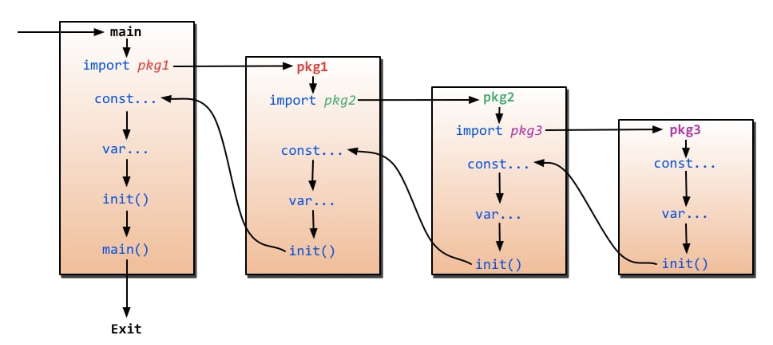 main
import pkg1
const...
var...
init()
main()
Exit
pkg1
import pkg2
const...
var...
init()
pkg2
import pkg3
const...
var...
init()
pkg3
const...
var...
init()